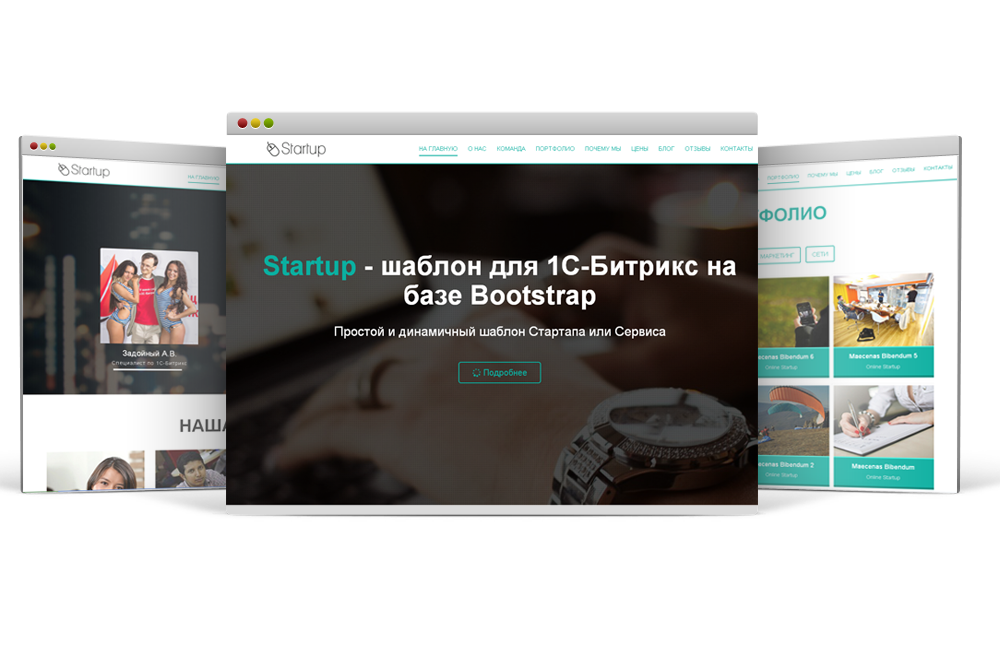 Startup
НА ГЛАВНУЮ
Задойный А.В.
Специалист по 1С-Битрикс
НАША
Startup
НА ГЛАВНУЮ О НАС КОМАНДА ПОРТФОЛИО ПОЧЕМУ МЫ ЦЕНЫ БЛОГ ОТЗЫВЫ КОНТАКТЫ
Startup - шаблон для 1С-Битрикс на
базе Bootstrap
Простой и динамичный шаблон Стартапа или Сервиса
Подробнее
ПОРТФОЛИО ПОЧЕМУ МЫ ЦЕНЫ БЛОГ ОТЗЫВЫ КОНТАКТЫ
ФОЛИО
МАРКЕТИНГ СЕТИ
ecenas Bibendum 6 Maecenas Bibendum 5
Online Startup Online Startup
ecenas Bibendum 2 Maecenas Bibendum
Online Startup Online Startup